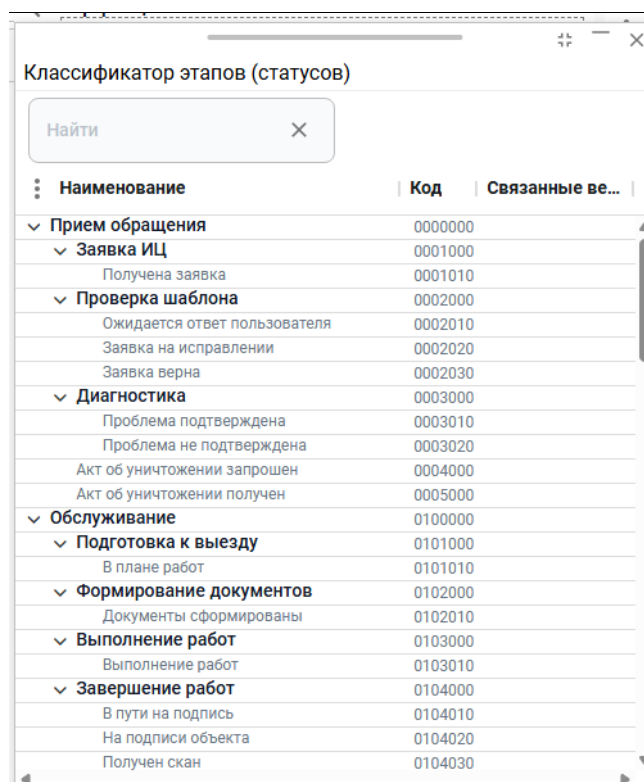 Классификатор этапов (статусов)
Найти
Наименование Код Связанные ве...
Прием обращения 0000000
Заявка ИЦ 0001000
Получена заявка 0001010
Проверка шаблона 0002000
Ожидается ответ пользователя 0002010
Заявка на исправлении 0002020
Заявка верна 0002030
Диагностика 0003000
Проблема подтверждена 0003010
Проблема не подтверждена 0003020
Акт об уничтожении запрошен 0004000
Акт об уничтожении получен 0005000
Обслуживание 0100000
Подготовка к выезду 0101000
В плане работ 0101010
Формирование документов 0102000
Документы сформированы 0102010
Выполнение работ 0103000
Выполнение работ 0103010
Завершение работ 0104000
В пути на подпись 0104010
На подписи объекта 0104020
Получен скан 0104030